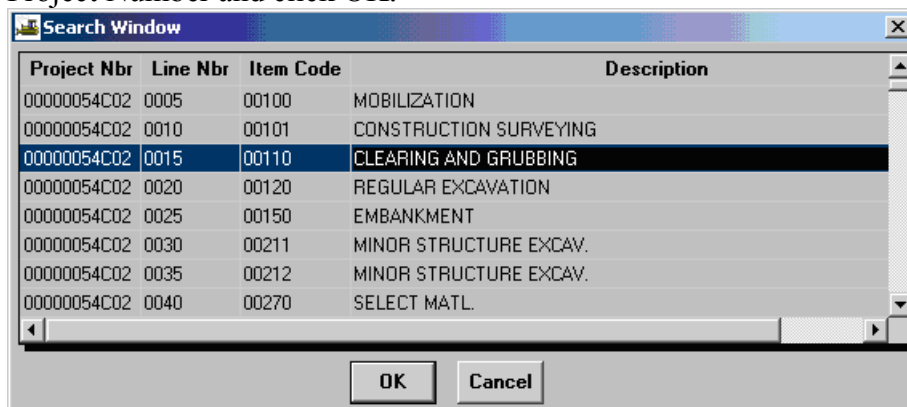 Project Number and click OK.
Search Window
Project Nbr Line Nbr Item Code Description
00000054C02 0005 00100 MOBILIZATION
00000054C02 0010 00101 CONSTRUCTION SURVEYING
00000054C02 0015 00110 CLEARING AND GRUBBING
00000054C02 0020 00120 REGULAR EXCAVATION
00000054C02 0025 00150 EMBANKMENT
00000054C02 0030 00211 MINOR STRUCTURE EXCAV.
00000054C02 0035 00212 MINOR STRUCTURE EXCAV.
00000054C02 0040 00270 SELECT MATL.
OK Cancel